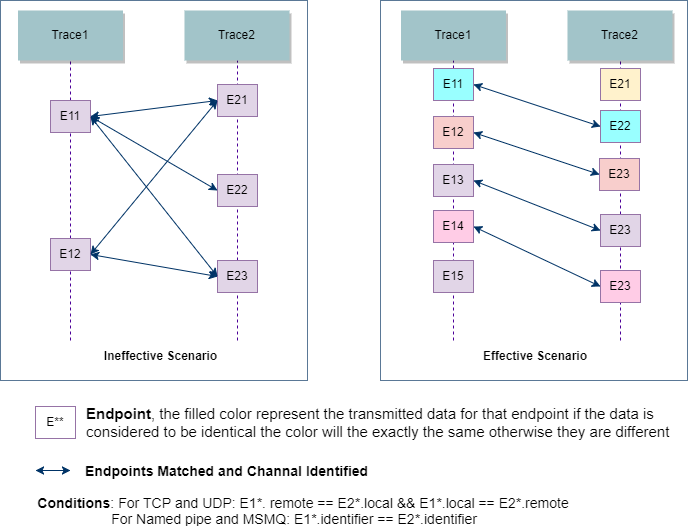 Trace1
Trace2
E11
E21
E22
E12
E23
Ineffective Scenario
Trace1
Trace2
E11
E21
E12
E22
E13
E23
E14
E23
E15
E23
Effective Scenario
E** Endpoint, the filled color represent the transmitted data for that endpoint if the data is
considered to be identical the color will the exactly the same otherwise they are different
Endpoints Matched and Channal Identified
Conditions: For TCP and UDP: E1*. remote == E2*.local && E1*.local == E2*.remote
For Named pipe and MSMQ: E1*.identifier == E2*.identifier